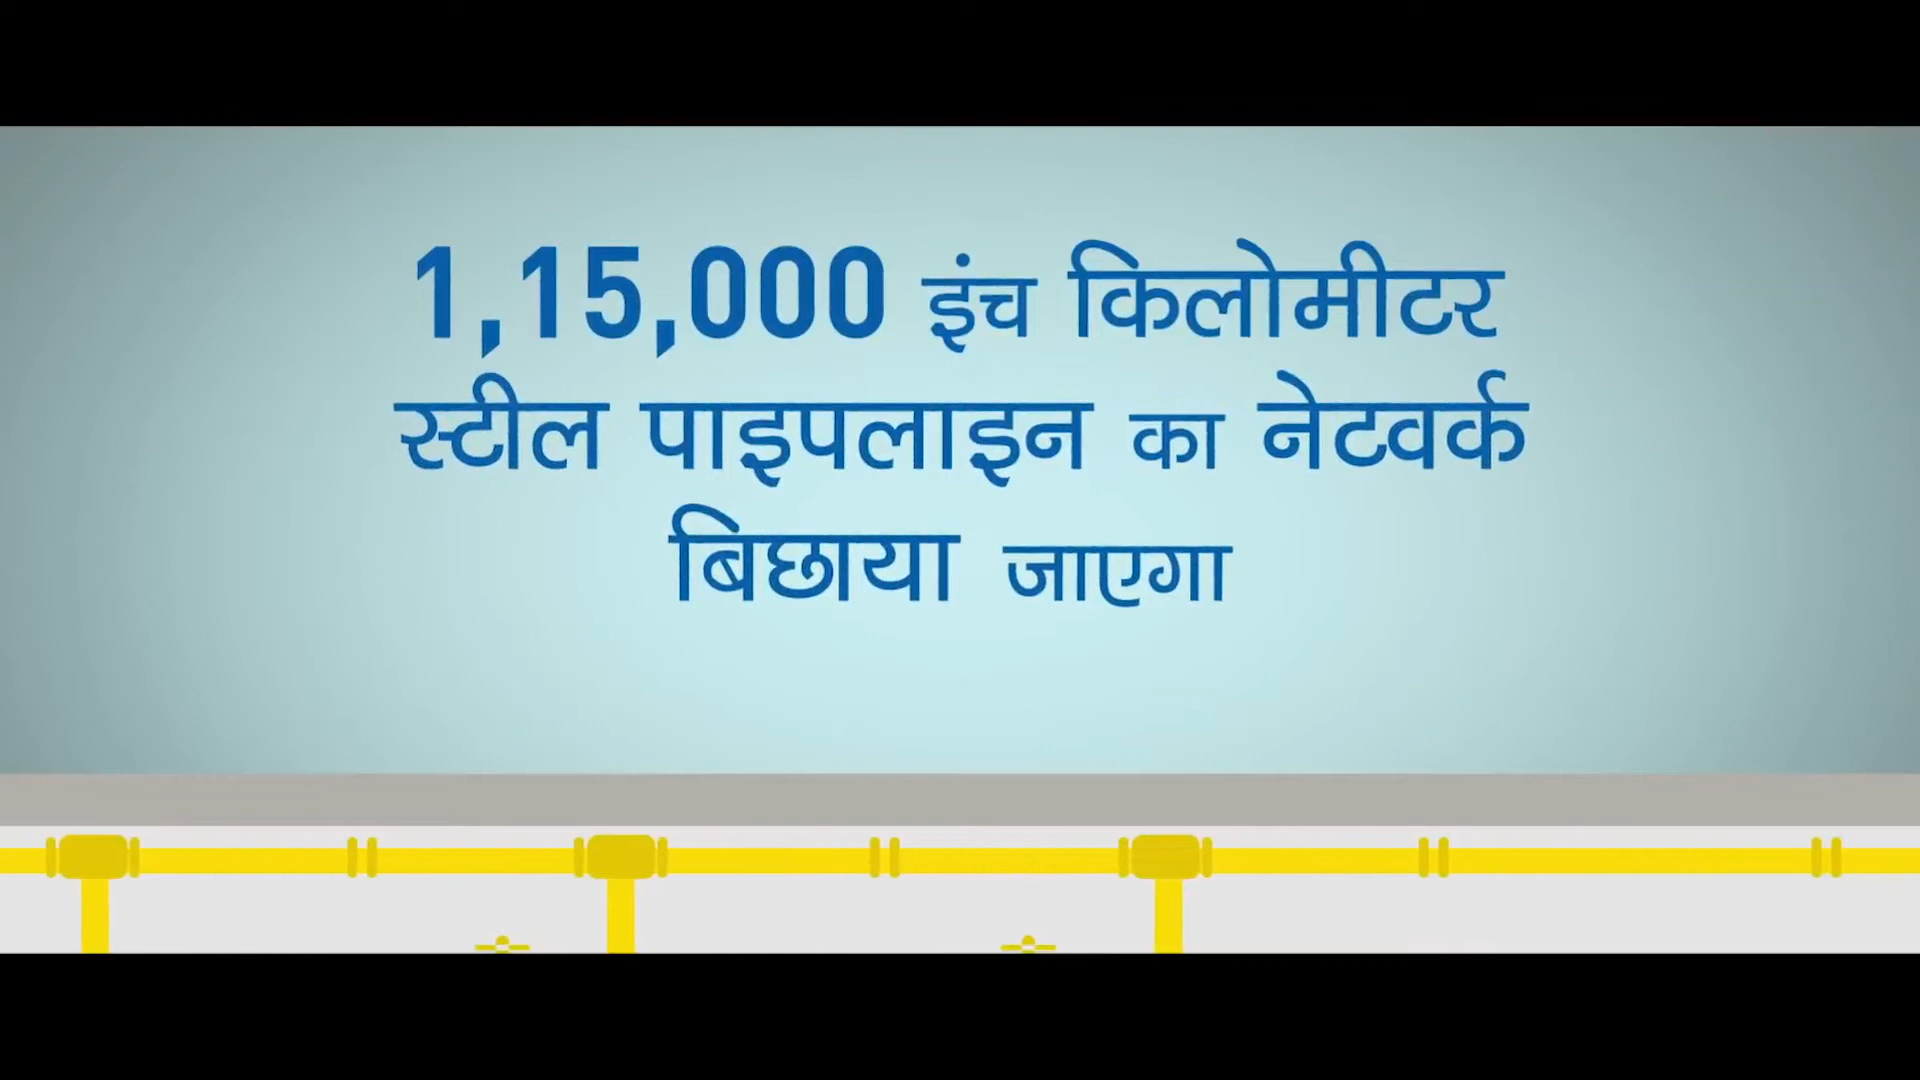 1,15,000 इंच किलोमीटर
स्टील पाइपलाइन का नेटवर्क
बिछाया जाएगा